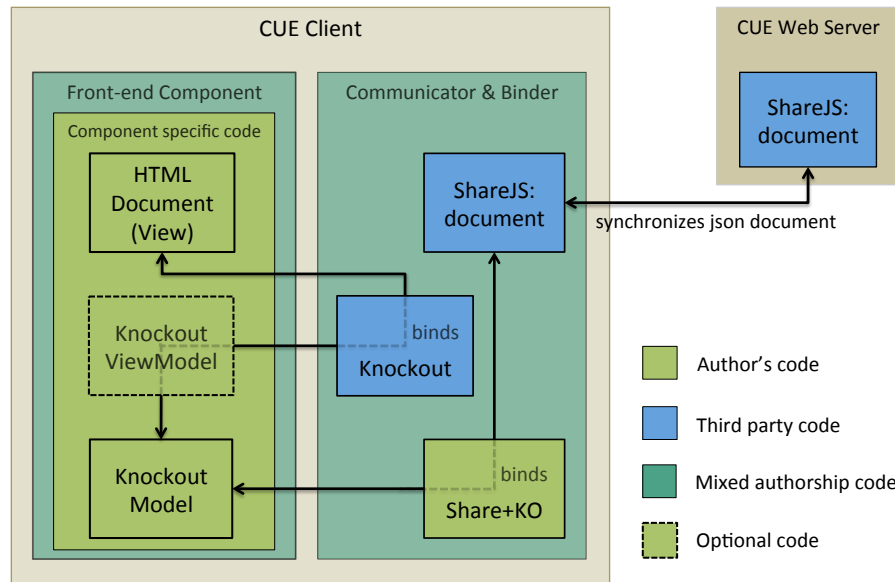 CUE Client
CUE Web Server
Front-end Component
Communicator & Binder
Component specific code
HTML
Document
(View)
ShareJS:
document
ShareJS:
document
synchronizes json document
Knockout
ViewModel
binds
Knockout
Knockout
Model
binds
Share+KO
Author’s code
Third party code
Mixed authorship code
Optional code